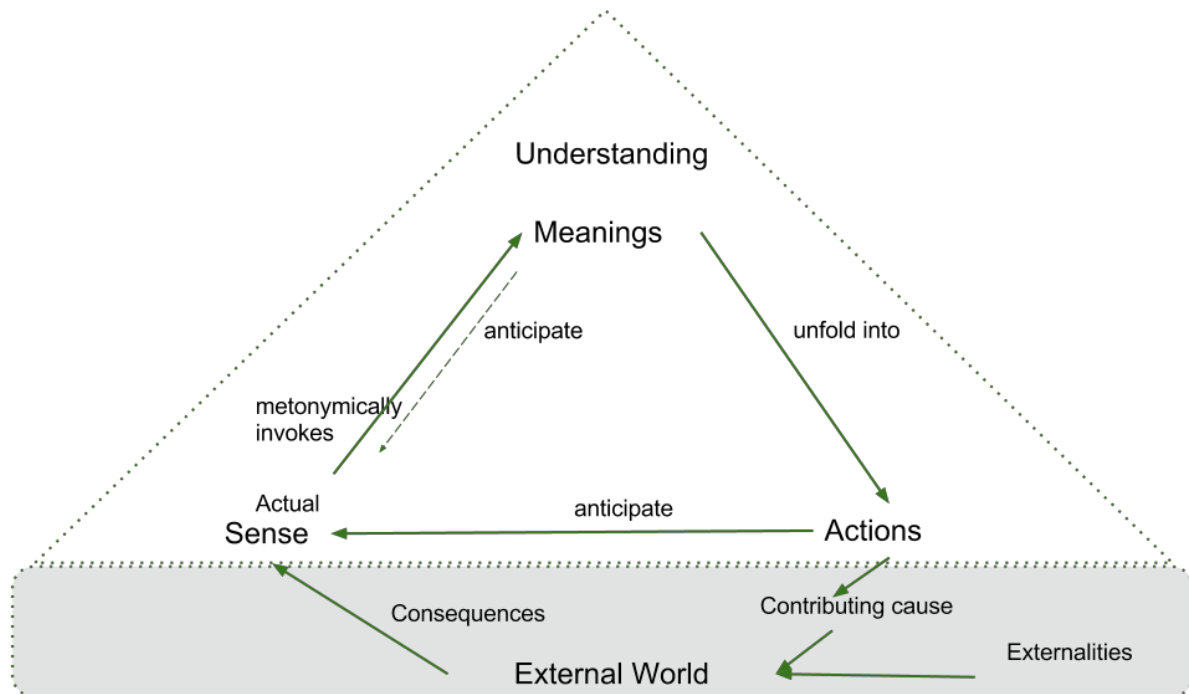 Understanding
Meanings
anticipate
unfold into
metonymically
invokes
Actual
Sense
anticipate
Actions
Consequences
Contributing cause
External World
Externalities